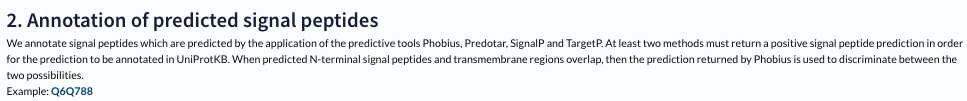 2. Annotation of predicted signal peptides
We annotate signal peptides which are predicted by the application of the predictive tools Phobius, Predotar, SignalP and TargetP. At least two methods must return a positive signal peptide prediction in order
for the prediction to be annotated in UniProtKB. When predicted N-terminal signal peptides and transmembrane regions overlap, then the prediction returned by Phobius is used to discriminate between the
two possibilities.
Example: Q6Q788